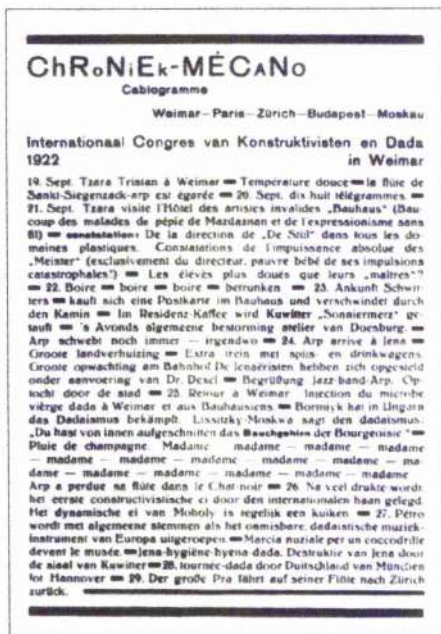 ChRoNiEk-MÉCaNo
Cablogramme
Weimar—Paris—Zürich—Budapest—Moskau
Internationaal Congres van Konstruktivisten en Dada
1922 in Weimar
19. Sept. Tzara Tristan à Weimar — Température douce — la flûte de
Sankt-Siegenzack-arp est égarée — 20. Sept. dix huit télégrammes —
21. Sept. Tzara visite l'Hôtel des artistes invalides „Bauhaus" (Beau-
coup des malades de pépie de Mazdaznan et de l'expressionisme sans
fil) — constatation: De la direction de „De Stijl" dans tous les do-
maines plastiques. Constatations de l'impuissance absolue des
„Meister" (exclusivement du directeur, pauvre bébé de ses impulsions
catastrophales") — Les élèves plus doués que leurs „maîtres"?
— 22. Boire — boire — boire — betrunken — 23. Ankunft Schwit-
ters — kauft sich eine Postkarte im Bauhaus und verschwindet durch
den Kamin — Im Residenz-Kaffee wird Kuwitter „Sonniermerz" ge-
tauft — 's Avonds algemeene bestorming atelier van Doesburg. —
Arp schwebt noch immer — irgendwo — 24. Arp arrive à Jena —
Groote landverhuizing — Extra trein met spijs- en drinkwagens.
Groote opwachting am Bahnhof De Jenaëristen hebben zich opgesteld
onder aanvoering van Dr. Dexel — Begrüßung Jazz-band-Arp. Op-
tocht door de stad — 25. Retour à Weimar. Injection du microbe
vièrge dada à Weimar et aux Bauhausiens — Bormyk hat in Ungarn
das Dadaismus bekämpft. Lissitzky-Moskwa sagt den dadaismus:
„Du hast von innen aufgeschnitten das Bauchgehirn der Bourgeoisie" —
Pluie de champagne. Madame — madame — madame — madame
— madame — madame — madame — madame — madame — ma-
dame — madame — madame — madame — madame — madame
Arp a perdue sa flûte dans le Chat-noir — 26. Na veel drukte wordt
het eerste constructivistische ei door den internationalen haan gelegd.
Het dynamische ei van Moholy is tegelijk een kuiken — 27. Pétro
wordt met algemeene stemmen als het onmisbare, dadaistische muziek-
instrument van Europa uitgeroepen — Marcia nuziale per un coccodrillo
devant le musée — Jena-hygiène-hyena-dada. Destruktie van Jena door
de staal van Kuwitter — 28. tournée-dada door Duitschland van München
tot Hannover — 29. Der große Pra fährt auf seiner Flöte nach Zürich
zurück.